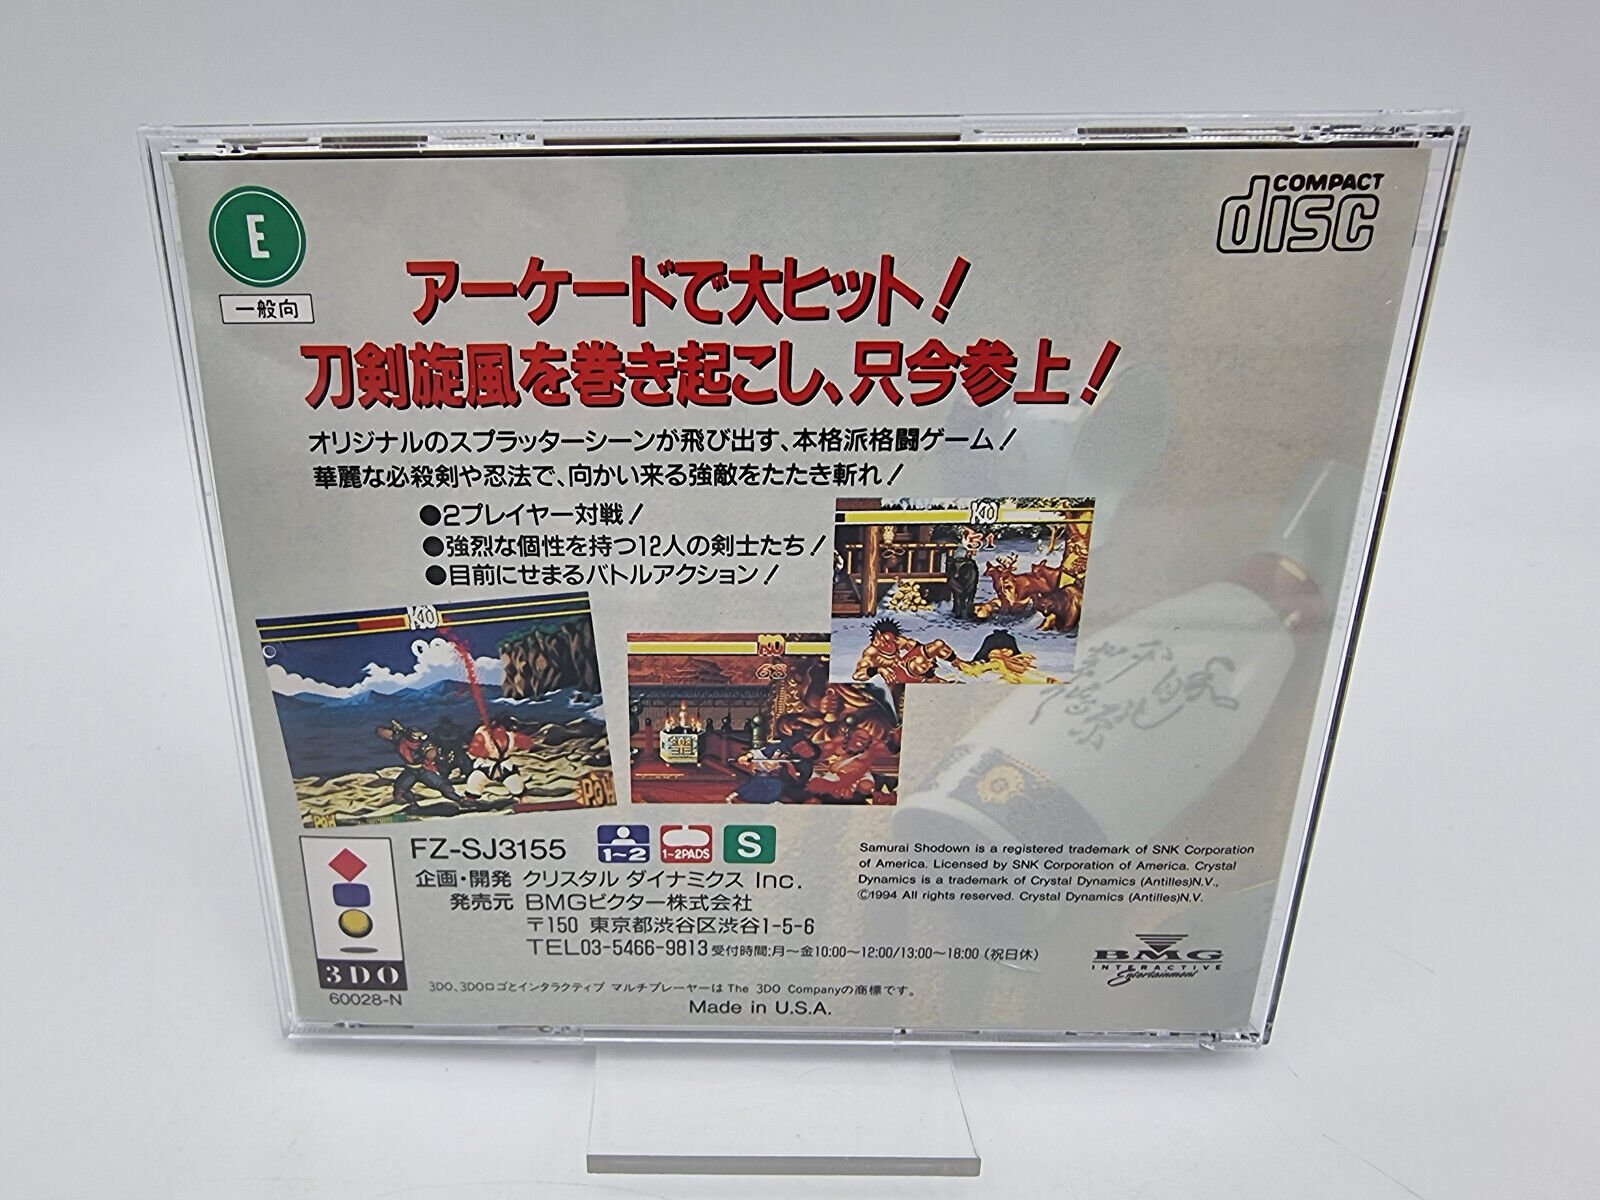 E
一般向
COMPACT
disc
アーケードで大ヒット!
刀剣旋風を巻き起こし、只今参上!
オリジナルのスプラッターシーンが飛び出す、本格派格闘ゲーム!
華麗な必殺剣や忍法で、向かい来る強敵をたたき斬れ!
●2プレイヤー対戦!
●強烈な個性を持つ12人の剣士たち!
●目前にせまるバトルアクション!
KO
51
KO
KO
68
POW
POW
FZ-SJ3155
1~2
1~2PADS
S
企画・開発 クリスタル ダイナミクス Inc.
発売元 BMGビクター株式会社
〒150 東京都渋谷区渋谷1-5-6
TEL03-5466-9813 受付時間:月~金10:00~12:00/13:00~18:00 (祝日休)
3DO
60028-N
3DO、3DOロゴとインタラクティブ マルチプレーヤーは The 3DO Companyの商標です。
Made in U.S.A.
Samurai Shodown is a registered trademark of SNK Corporation
of America. Licensed by SNK Corporation of America. Crystal
Dynamics is a trademark of Crystal Dynamics (Antilles)N.V.,
©1994 All rights reserved. Crystal Dynamics (Antilles)N.V.
BMG
INTERACTIVE
Entertainment